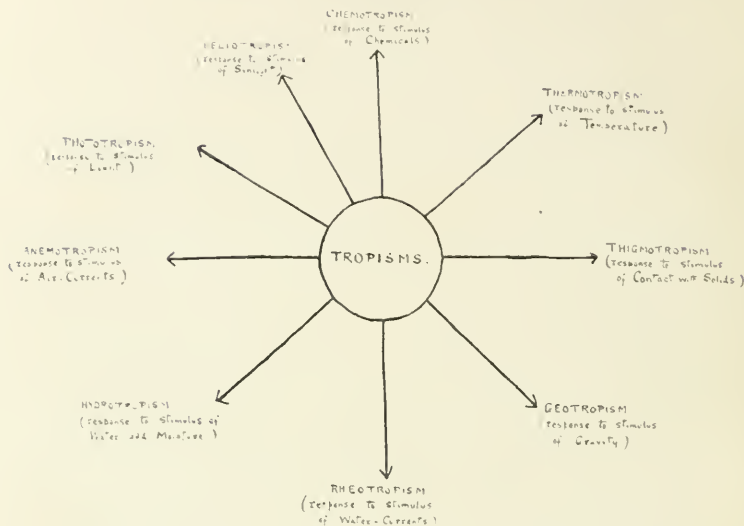 CHEMOTROPISM
(response to stimulus
of Chemicals)
HELIOTROPISM
(response to stimulus
of Sunlight)
THERMOTROPISM
(response to stimulus
of Temperature)
PHOTOTROPISM
(response to stimulus
of Light)
ANEMOTROPISM
(response to stimulus
of Air-Currents)
TROPISMS.
THIGMOTROPISM
(response to stimulus
of Contact with Solids)
HYDROTROPISM
(response to stimulus of
Water and Moisture)
GEOTROPISM
response to stimulus
of Gravity)
RHEOTROPISM
(response to stimulus
of Water-Currents)